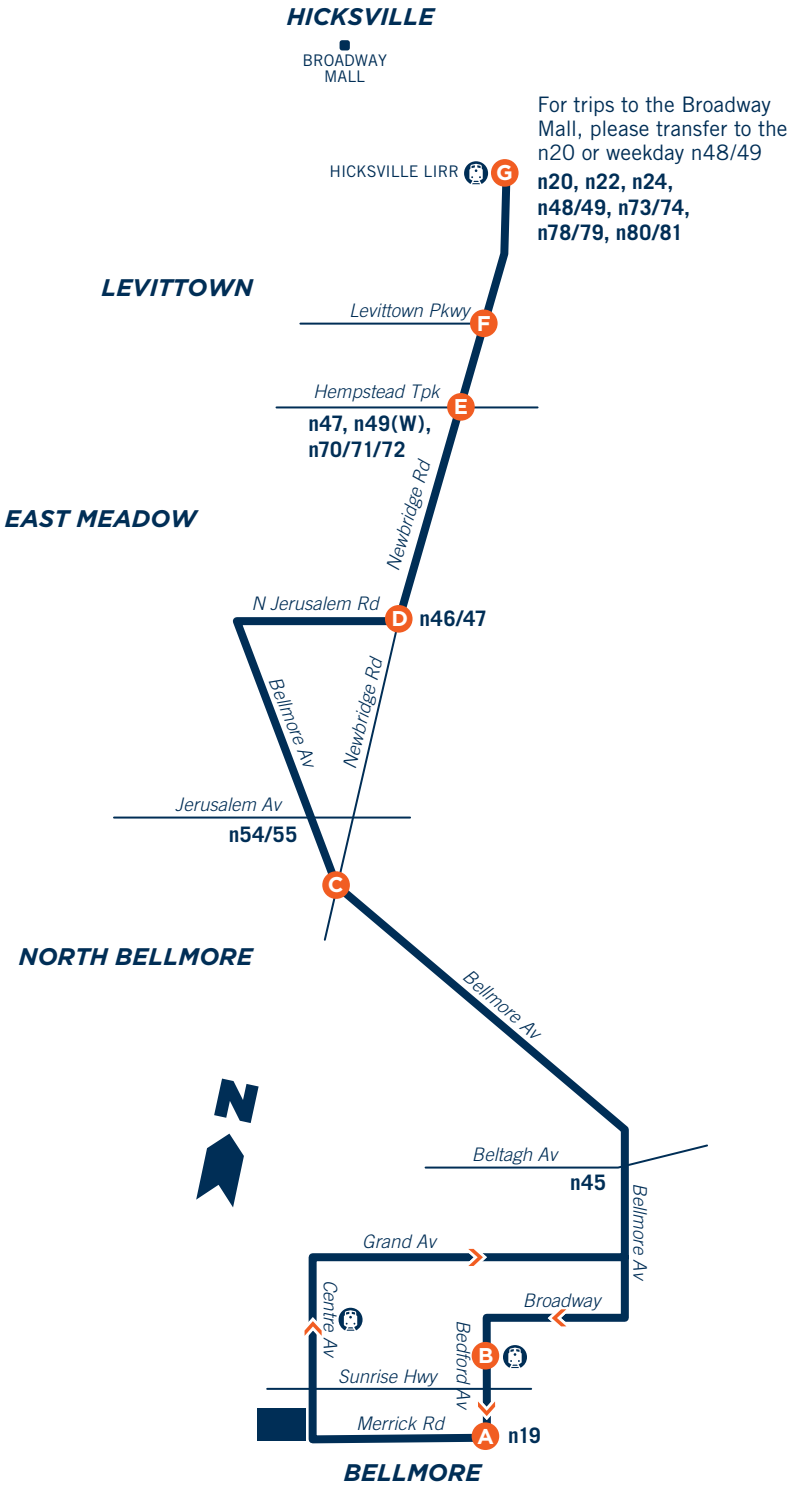 HICKSVILLE
BROADWAY
MALL
For trips to the Broadway
Mall, please transfer to the
n20 or weekday n48/49
HICKSVILLE LIRR
G
n20, n22, n24,
n48/49, n73/74,
n78/79, n80/81
LEVITTOWN
Levittown Pkwy
F
Hempstead Tpk
E
n47, n49(W),
n70/71/72
Newbridge Rd
EAST MEADOW
N Jerusalem Rd
D
n46/47
Newbridge Rd
Bellmore Av
Jerusalem Av
n54/55
C
NORTH BELLMORE
Bellmore Av
N
Beltagh Av
n45
Bellmore Av
Grand Av
Centre Av
Broadway
Bedford Av
B
Sunrise Hwy
Merrick Rd
A
n19
BELLMORE